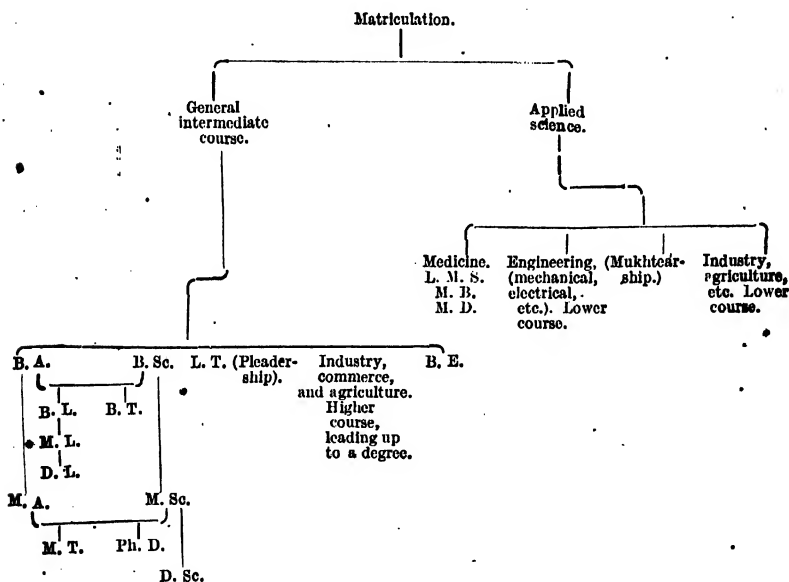 Matriculation.
General
intermediate
course.
Applied
science.
Medicine.
L. M. S.
M. B.
M. D.
Engineering,
(mechanical,
electrical,
etc.). Lower
course.
(Mukhtear-
ship.)
Industry,
agriculture,
etc. Lower
course.
B. A.
B. Sc.
L. T.
(Pleader-
ship).
Industry,
commerce,
and agriculture.
Higher
course,
leading up
to a degree.
B. E.
B. L.
B. T.
M. L.
D. L.
M. A.
M. Sc.
M. T.
Ph. D.
D. Sc.